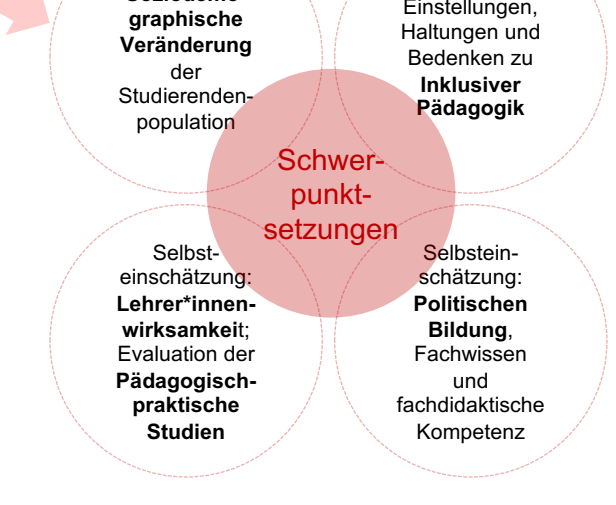 graphische
Veränderung
der
Studierenden-
population
Einstellungen,
Haltungen und
Bedenken zu
Inklusiver
Pädagogik
Schwer-
punkt-
setzungen
Selbst-
einschätzung:
Lehrer*innen-
wirksamkeit;
Evaluation der
Pädagogisch-
praktische
Studien
Selbstein-
schätzung:
Politischen
Bildung,
Fachwissen
und
fachdidaktische
Kompetenz